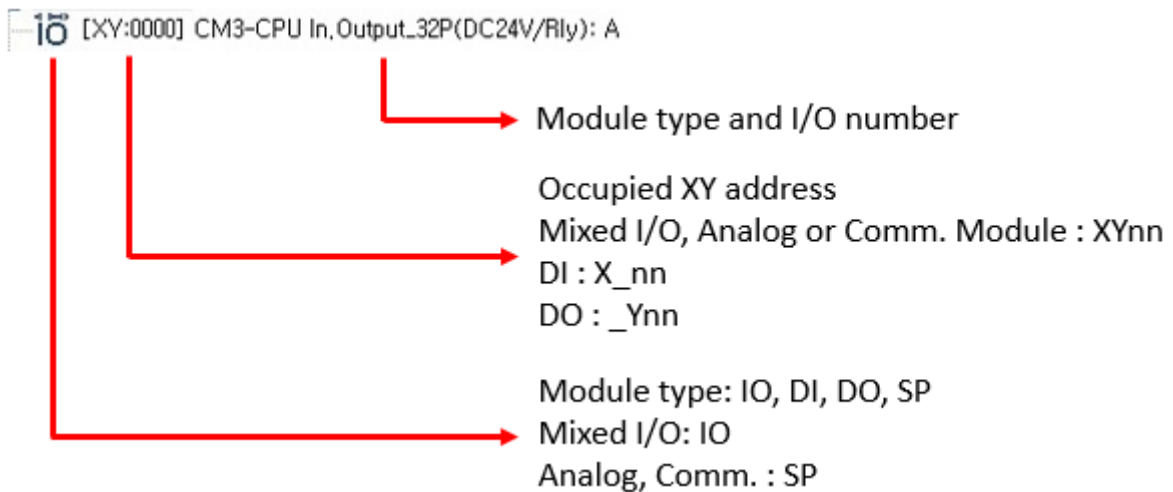 IO [XY:0000] CM3-CPU In,Output_32P(DC24V/Rly): A
Module type and I/O number
Occupied XY address
Mixed I/O, Analog or Comm. Module : XYnn
DI : X_nn
DO : _Ynn
Module type: IO, DI, DO, SP
Mixed I/O: IO
Analog, Comm. : SP